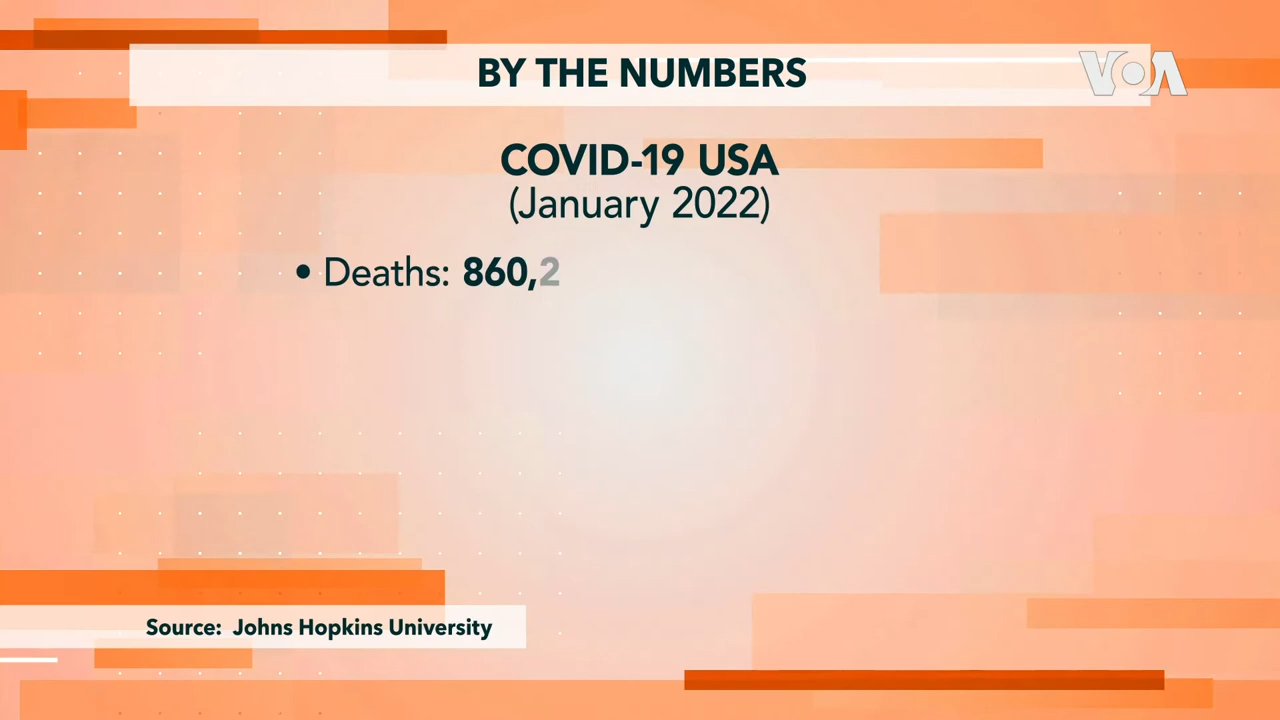 BY THE NUMBERS
VOA
COVID-19 USA
(January 2022)
• Deaths: 860,2
Source: Johns Hopkins University